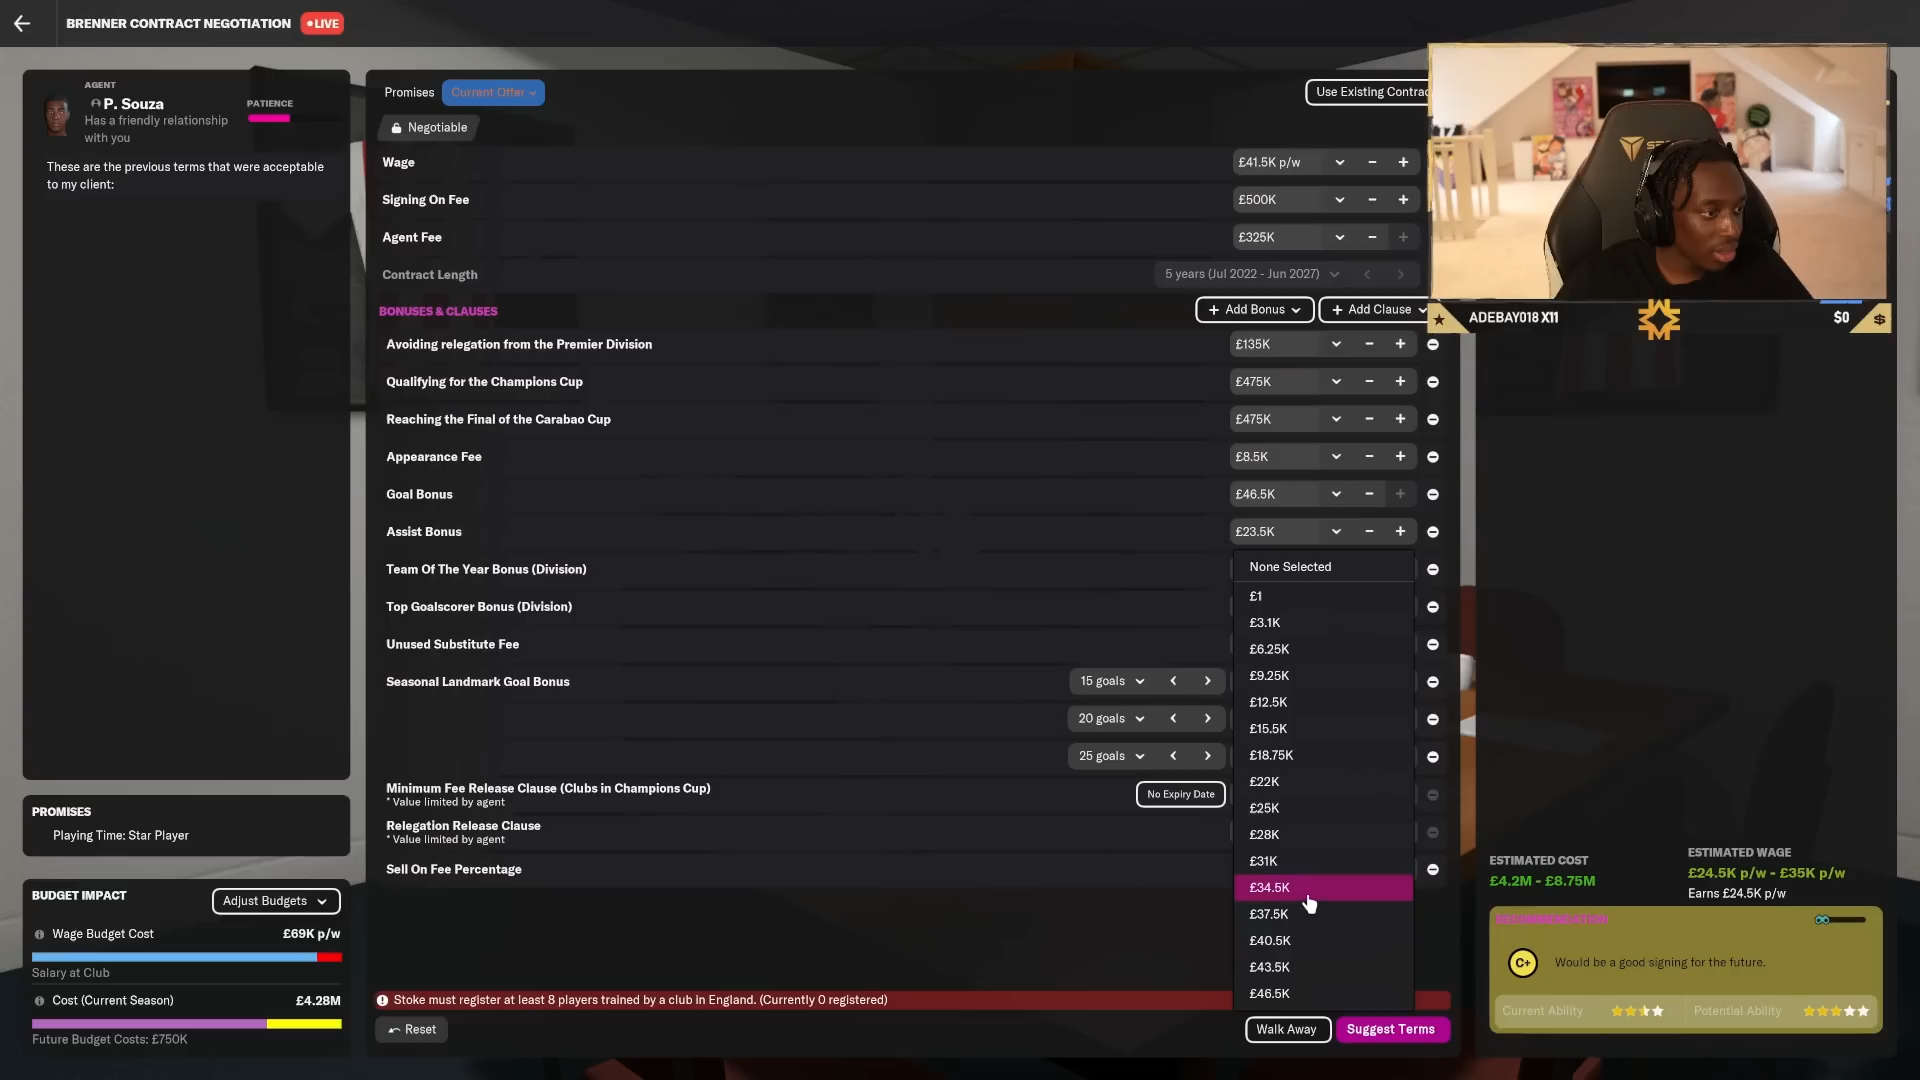 BRENNER CONTRACT NEGOTIATION
LIVE
AGENT
P. Souza
Has a friendly relationship
with you
PATIENCE
These are the previous terms that were acceptable
to my client:
Promises
Current Offer
Use Existing Contrac
Negotiable
Wage
£41.5K p/w
Signing On Fee
£500K
Agent Fee
£325K
Contract Length
5 years (Jul 2022 - Jun 2027)
BONUSES & CLAUSES
+ Add Bonus
+ Add Clause
ADEBAY018 X11
$0
Avoiding relegation from the Premier Division
£135K
Qualifying for the Champions Cup
£475K
Reaching the Final of the Carabao Cup
£475K
Appearance Fee
£8.5K
Goal Bonus
£46.5K
Assist Bonus
£23.5K
Team Of The Year Bonus (Division)
Top Goalscorer Bonus (Division)
Unused Substitute Fee
Seasonal Landmark Goal Bonus
15 goals
20 goals
25 goals
Minimum Fee Release Clause (Clubs in Champions Cup)
* Value limited by agent
No Expiry Date
Relegation Release Clause
* Value limited by agent
Sell On Fee Percentage
None Selected
£1
£3.1K
£6.25K
£9.25K
£12.5K
£15.5K
£18.75K
£22K
£25K
£28K
£31K
£34.5K
£37.5K
£40.5K
£43.5K
£46.5K
PROMISES
Playing Time: Star Player
BUDGET IMPACT
Adjust Budgets
Wage Budget Cost
£69K p/w
Salary at Club
Cost (Current Season)
£4.28M
Future Budget Costs: £750K
Stoke must register at least 8 players trained by a club in England. (Currently 0 registered)
Reset
Walk Away
Suggest Terms
ESTIMATED COST
£4.2M - £8.75M
ESTIMATED WAGE
£24.5K p/w - £35K p/w
Earns £24.5K p/w
RECOMMENDATION
C+
Would be a good signing for the future.
Current Ability
Potential Ability